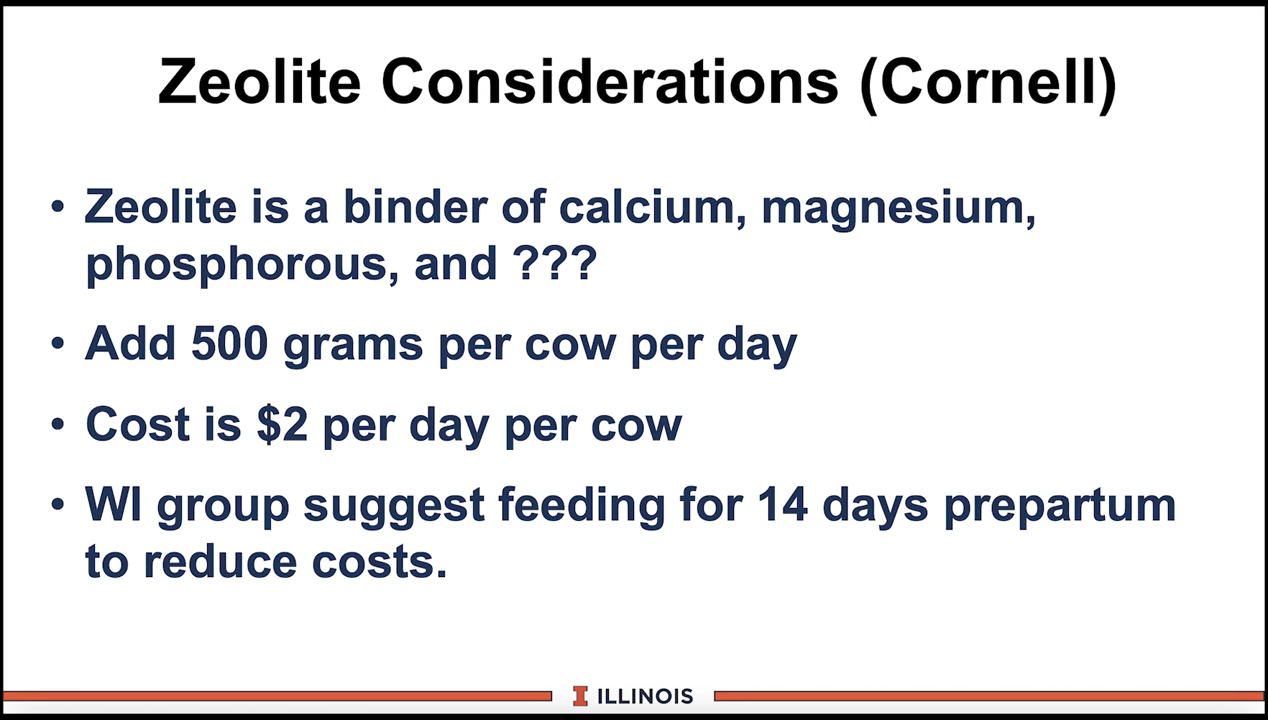 Zeolite Considerations (Cornell)
• Zeolite is a binder of calcium, magnesium,
phosphorous, and ???
• Add 500 grams per cow per day
• Cost is $2 per day per cow
• WI group suggest feeding for 14 days prepartum
to reduce costs.
I ILLINOIS